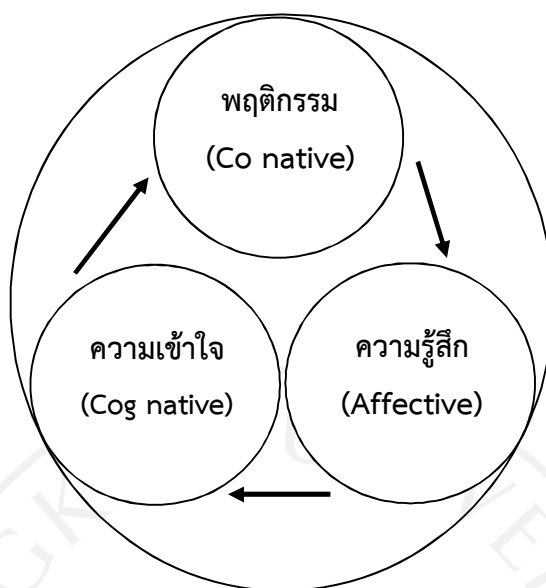 พฤติกรรม
(Co native)
ความเข้าใจ
(Cog native)
ความรู้สึก
(Affective)